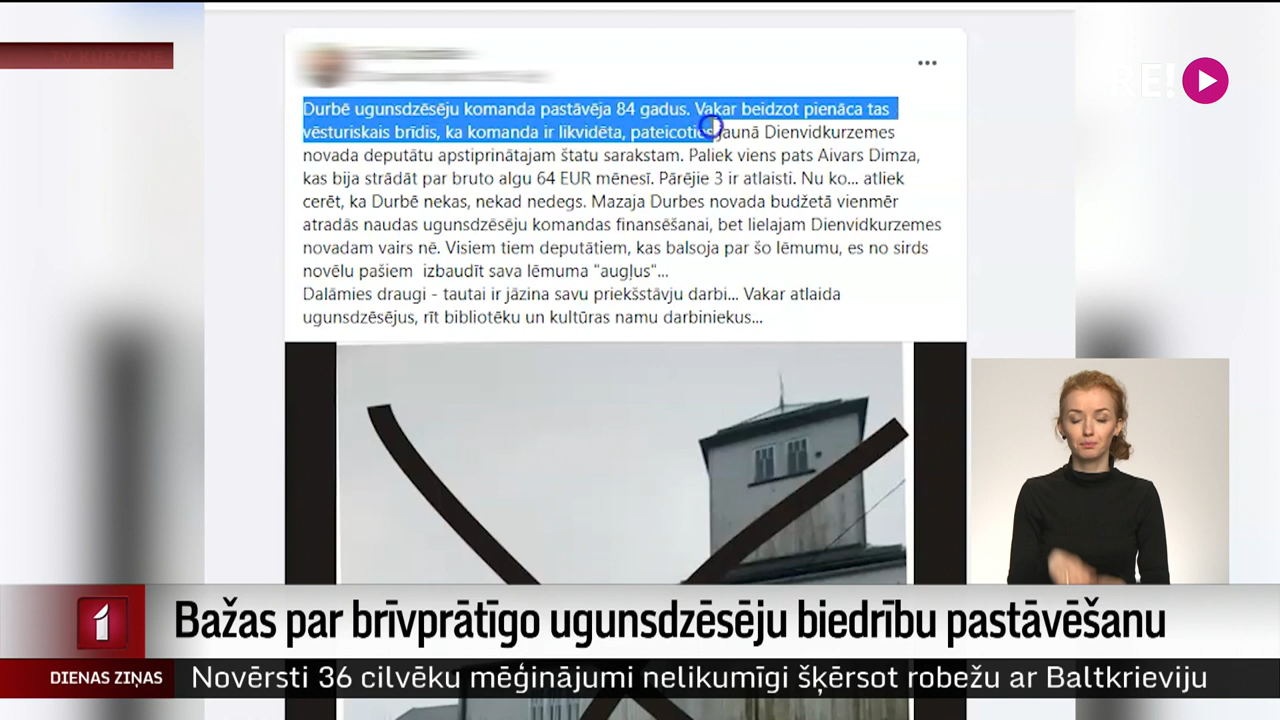 TV KURZEME
RE!
Durbē ugunsdzēsēju komanda pastāvēja 84 gadus. Vakar beidzot pienāca tas
vēsturiskais brīdis, ka komanda ir likvidēta, pateicoties jaunā Dienvidkurzemes
novada deputātu apstiprinātajam štatu sarakstam. Paliek viens pats Aivars Dimza,
kas bija strādāt par bruto algu 64 EUR mēnesī. Pārējie 3 ir atlaisti. Nu ko... atliek
cerēt, ka Durbē nekas, nekad nedegs. Mazaja Durbes novada budžetā vienmēr
atradās naudas ugunsdzēsēju komandas finansēšanai, bet lielajam Dienvidkurzemes
novadam vairs nē. Visiem tiem deputātiem, kas balsoja par šo lēmumu, es no sirds
novēlu pašiem izbaudīt sava lēmuma "augļus"...
Dalāmies draugi - tautai ir jāzina savu priekšstāvju darbi... Vakar atlaida
ugunsdzēsējus, rīt bibliotēku un kultūras namu darbiniekus...
1
Bažas par brīvprātīgo ugunsdzēsēju biedrību pastāvēšanu
DIENAS ZIŅAS
Novērsti 36 cilvēku mēģinājumi nelikumīgi šķērsot robežu ar Baltkrieviju